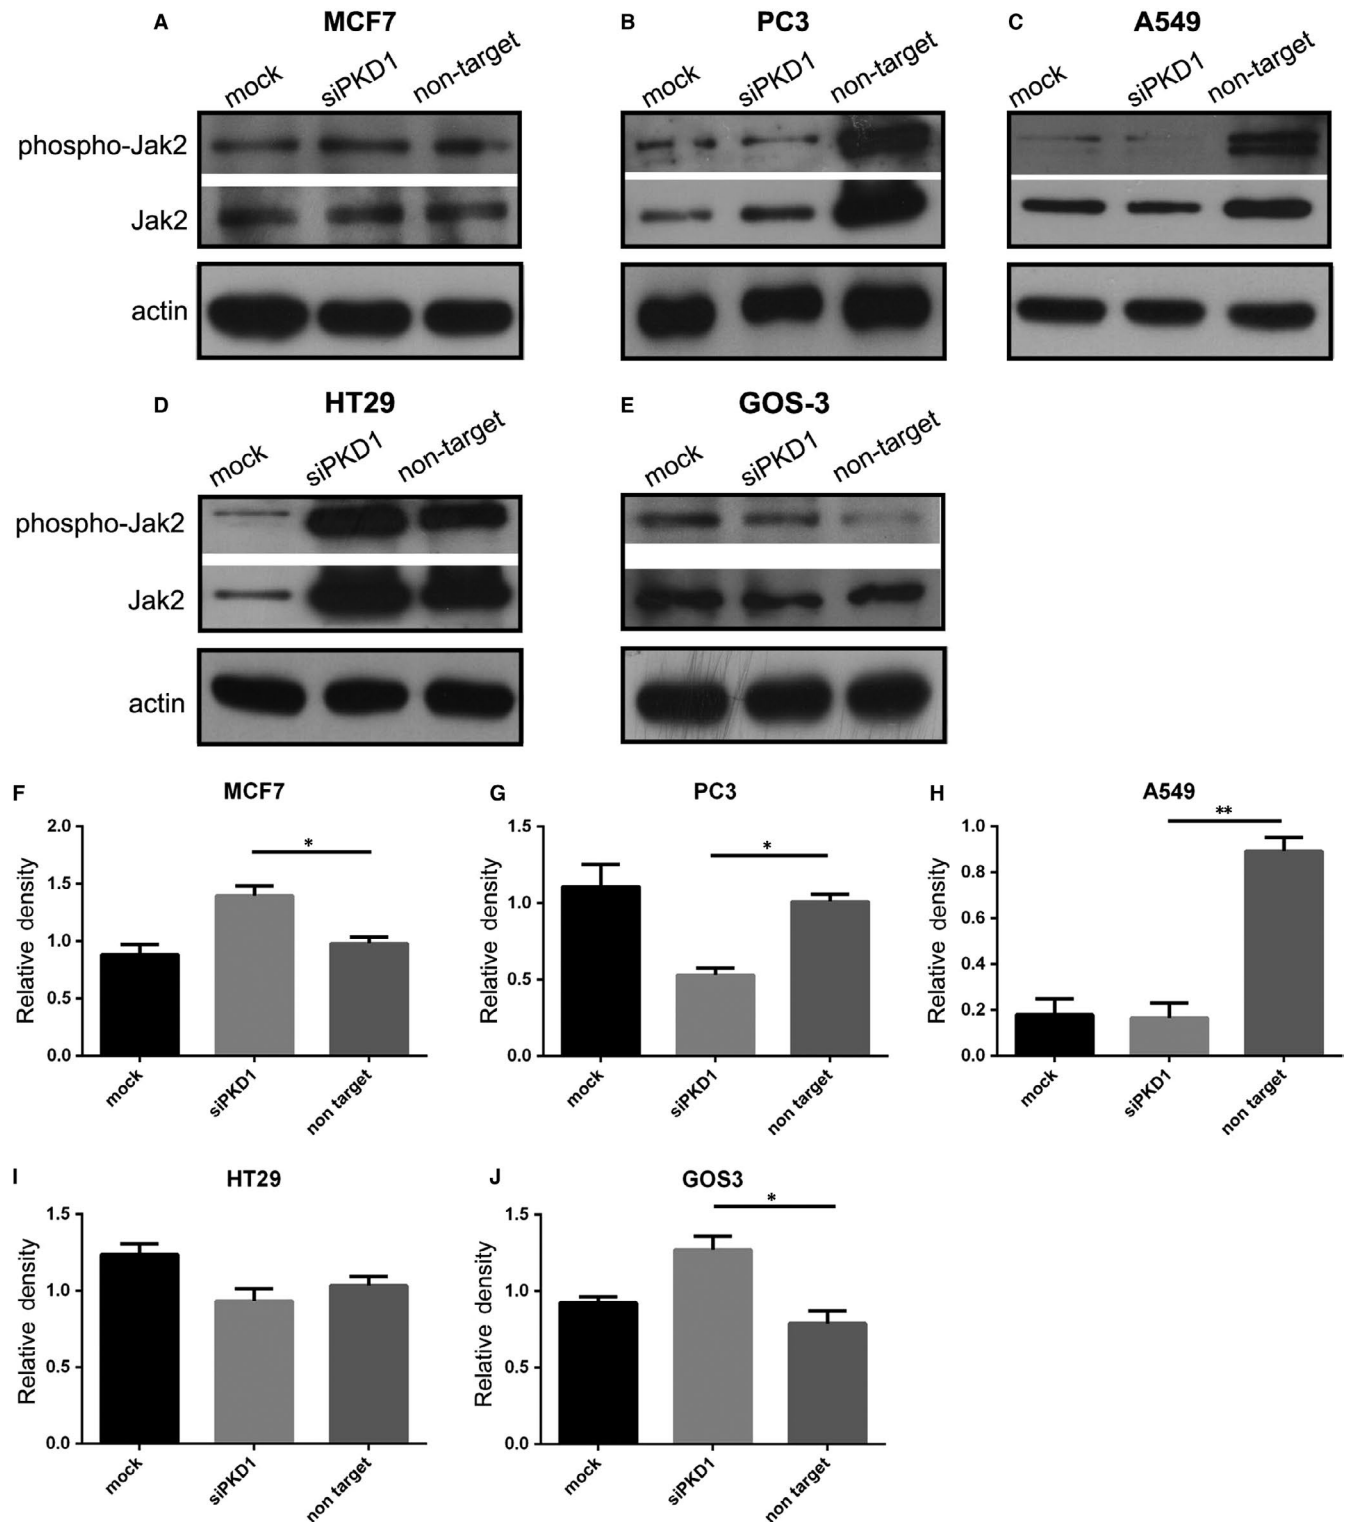 A MCF7 B PC3 C A549
mock siPKD1 non-target mock siPKD1 non-target mock siPKD1 non-target
phospho-Jak2
Jak2
actin
D HT29 E GOS-3
mock siPKD1 non-target mock siPKD1 non-target
phospho-Jak2
Jak2
actin
F MCF7
2.0
1.5
1.0
0.5
0.0
Relative density
*
mock siPKD1 non target
G PC3
1.5
1.0
0.5
0.0
Relative density
*
mock siPKD1 non target
H A549
1.0
0.8
0.6
0.4
0.2
0.0
Relative density
**
mock siPKD1 non target
I HT29
1.5
1.0
0.5
0.0
Relative density
mock siPKD1 non target
J GOS3
1.5
1.0
0.5
0.0
Relative density
*
mock siPKD1 non target